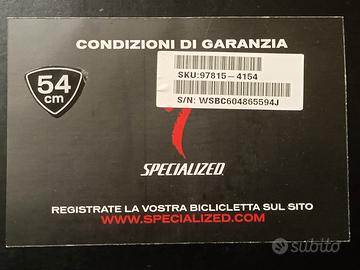 CONDIZIONI DI GARANZIA
54
cm
SKU:97815-4154
S/N: WSBC604865594J
SPECIALIZED
REGISTRATE LA VOSTRA BICICLETTA SUL SITO
WWW.SPECIALIZED.COM
subito